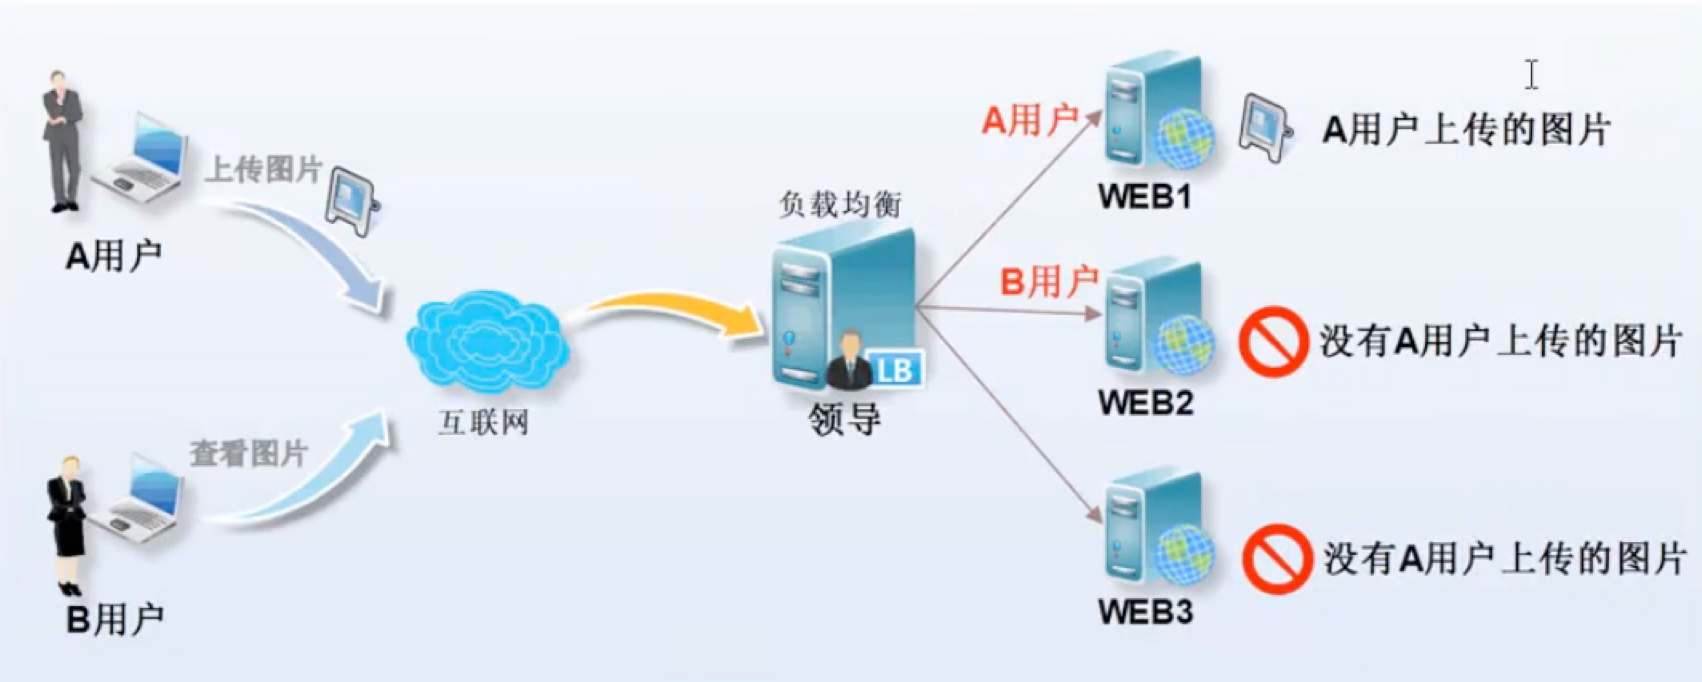 上传图片
A用户
查看图片
B用户
互联网
负载均衡
LB
领导
A用户
WEB1
A用户上传的图片
B用户
WEB2
没有A用户上传的图片
WEB3
没有A用户上传的图片